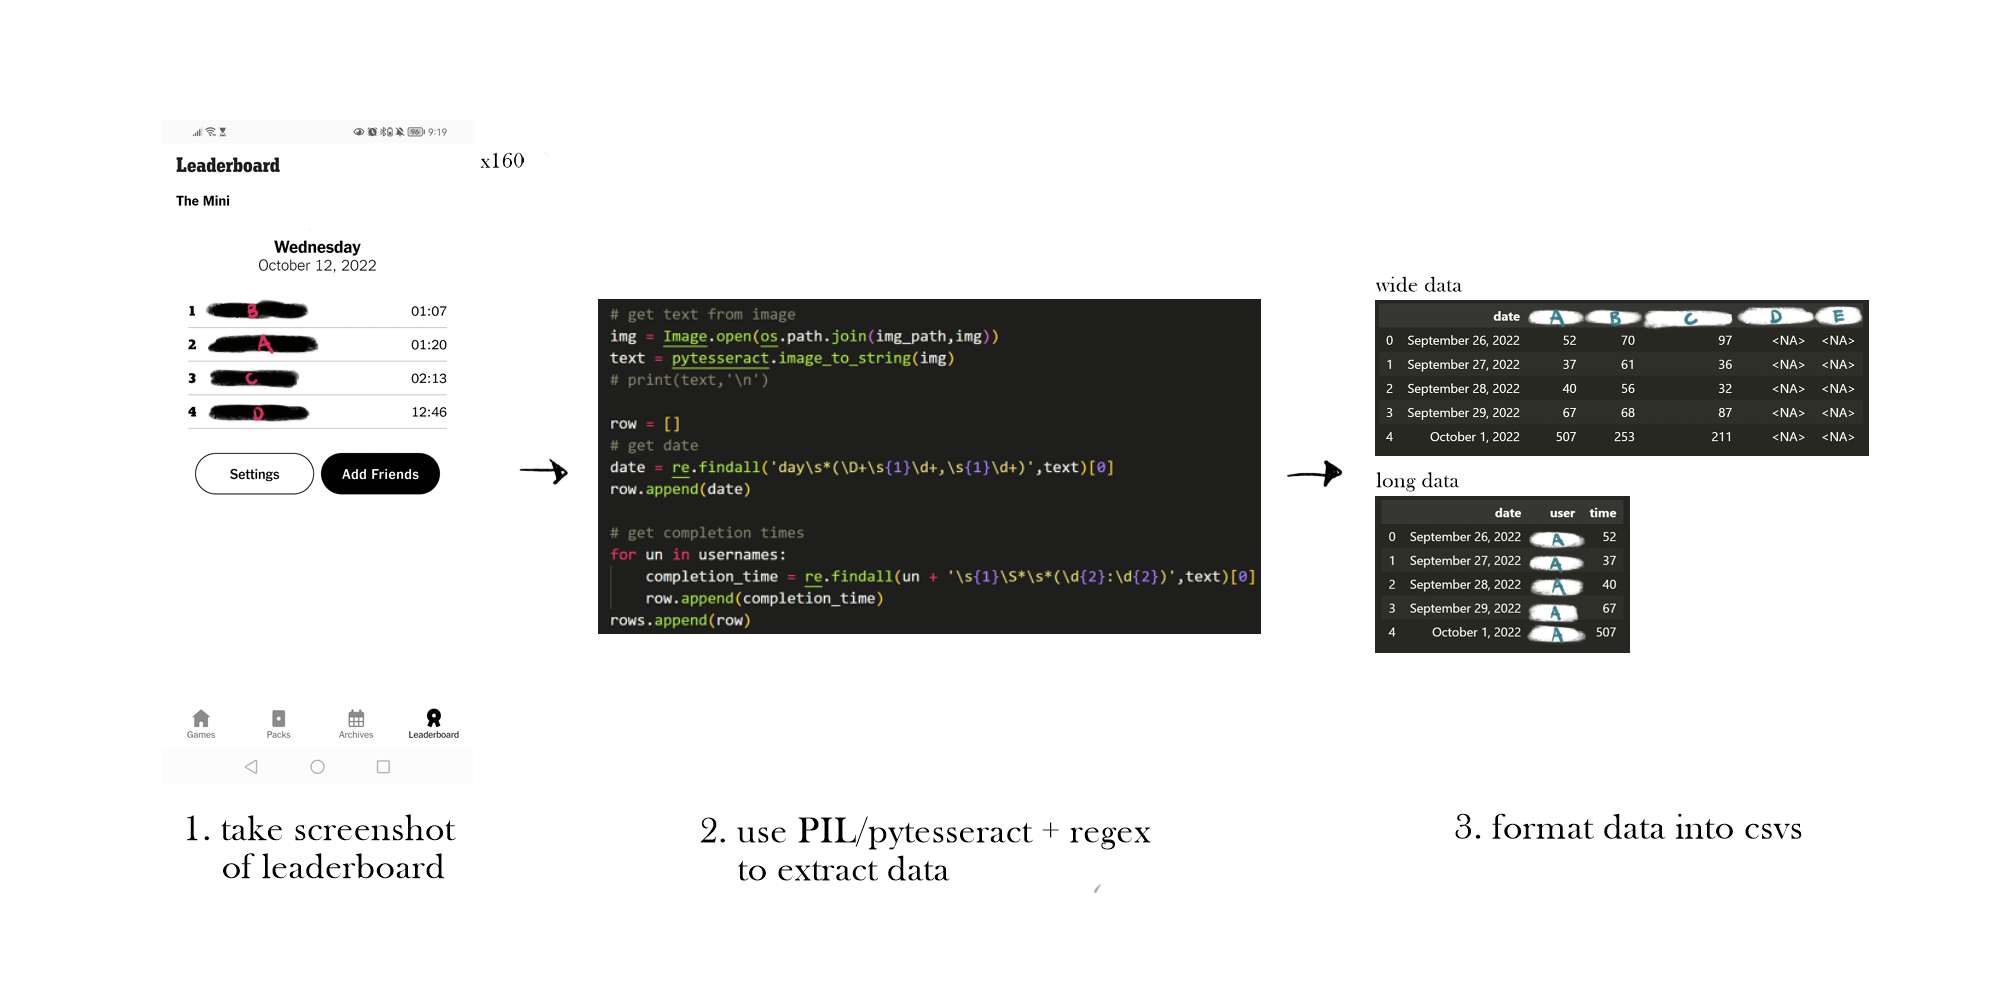 96 9:19
Leaderboard
x160
The Mini
Wednesday
October 12, 2022
1 B 01:07
2 A 01:20
3 C 02:13
4 D 12:46
Settings Add Friends
Games Packs Archives Leaderboard
1. take screenshot
of leaderboard
# get text from image
img = Image.open(os.path.join(img_path,img))
text = pytesseract.image_to_string(img)
# print(text,'\n')
row = []
# get date
date = re.findall('day\s*(\D+\s{1}\d+,\s{1}\d+)',text)[0]
row.append(date)
# get completion times
for un in usernames:
completion_time = re.findall(un + '\s{1}\S*\s*(\d{2}:\d{2})',text)[0]
row.append(completion_time)
rows.append(row)
2. use PIL/pytesseract + regex
to extract data
wide data
date A B C D E
0 September 26, 2022 52 70 97 <NA> <NA>
1 September 27, 2022 37 61 36 <NA> <NA>
2 September 28, 2022 40 56 32 <NA> <NA>
3 September 29, 2022 67 68 87 <NA> <NA>
4 October 1, 2022 507 253 211 <NA> <NA>
long data
date user time
0 September 26, 2022 A 52
1 September 27, 2022 A 37
2 September 28, 2022 A 40
3 September 29, 2022 A 67
4 October 1, 2022 A 507
3. format data into csvs